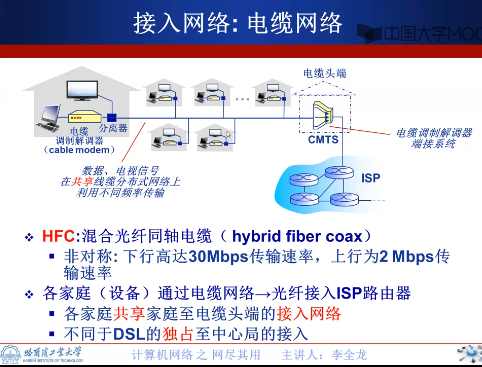 接入网络: 电缆网络
中国大学MOO
电缆头端
电缆
调制解调器
（cable modem）
分离器
…
CMTS
电缆调制解调器
端接系统
数据、电视信号
在共享线缆分布式网络上
利用不同频率传输
ISP
❖ HFC:混合光纤同轴电缆（ hybrid fiber coax）
▪ 非对称: 下行高达30Mbps传输速率，上行为2 Mbps传
输速率
❖ 各家庭（设备）通过电缆网络→光纤接入ISP路由器
▪ 各家庭共享家庭至电缆头端的接入网络
▪ 不同于DSL的独占至中心局的接入
哈尔滨工业大学
HARBIN INSTITUTE OF TECHNOLOGY
计算机网络 之 网尽其用 主讲人：李全龙